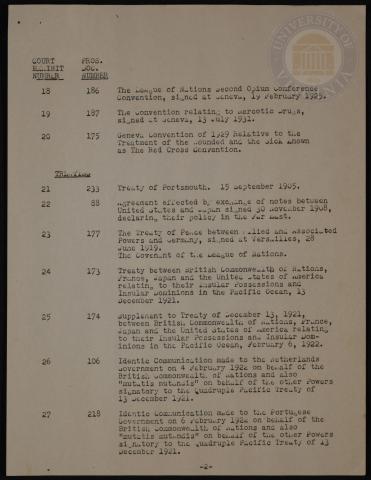 COURT PROS.
EXHIBIT DOC.
NUMBER NUMBER
18 186 The League of Nations Second Opium Conference
Convention, signed at Geneva, 19 February 1925.
19 187 The Convention relating to Narcotic Drugs,
signed at Geneva, 13 July 1931.
20 175 Geneva Convention of 1929 Relative to the
Treatment of the Wounded and the Sick known
as The Red Cross Convention.
TREATIES
21 233 Treaty of Portsmouth. 15 September 1905.
22 88 Agreement effected by exchange of notes between
United States and Japan signed 30 November 1908,
declaring their policy in the Far East.
23 177 The Treaty of Peace between Allied and Associated
Powers and Germany, signed at Versailles, 28
June 1919.
The Covenant of the League of Nations.
24 173 Treaty between British Commonwealth of Nations,
France, Japan and the United States of America
relating to their Insular Possessions and
Insular Dominions in the Pacific Ocean, 13
December 1921.
25 174 Supplement to Treaty of December 13, 1921,
between British Commonwealth of Nations, France,
Japan and the United States of America relating
to their Insular Possessions and Insular Dom-
inions in the Pacific Ocean, February 6, 1922.
26 106 Identic Communication made to the Netherlands
Government on 4 February 1922 on behalf of the
British Commonwealth of Nations and also
"mutatis mutandis" on behalf of the other Powers
signatory to the Quadruple Pacific Treaty of
13 December 1921.
27 218 Identic Communication made to the Portugese
Government on 6 February 1922 on behalf of the
British Commonwealth of Nations and also
"mutatis mutandis" on behalf of the other Powers
signatory to the Quadruple Pacific Treaty of 13
December 1921.
-2-